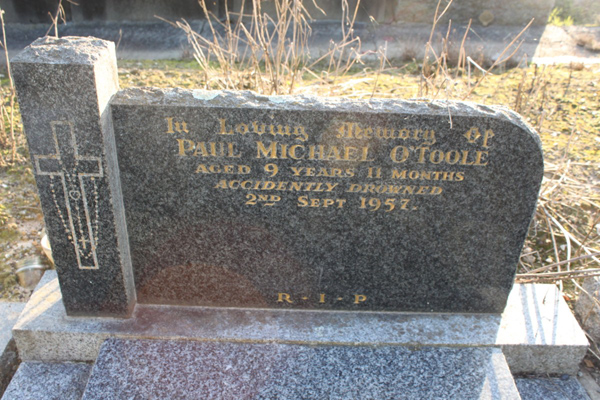 In Loving Memory Of
PAUL MICHAEL O'TOOLE
AGED 9 YEARS 11 MONTHS
ACCIDENTLY DROWNED
2ND SEPT 1957.
R-I-P